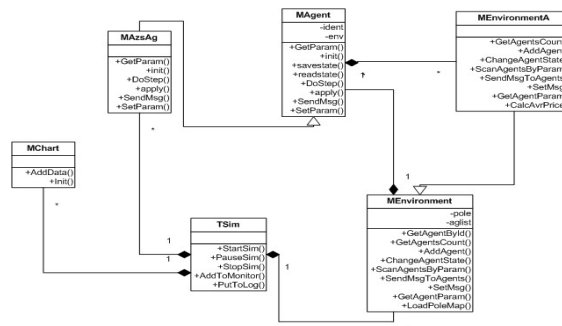 MAzsAg
+GetParam()
+init()
+DoStep()
+apply()
+SendMsg()
+SetParam()
*
MAgent
-ident
-env
+GetParam()
+init()
+savestate()
+readstate()
+DoStep()
+apply()
+SendMsg()
+SetParam()
*
MEnvironmentA
+GetAgentsCount
+AddAgen
+ChangeAgentState
+ScanAgentsByParam
+SendMsgToAgents
+SetMsg
+GetAgentParam
+CalcAvrPrice
MChart
+AddData()
+Init()
*
TSim
+StartSim()
+PauseSim()
+StopSim()
+AddToMonitor()
+PutToLog()
1
1
1
1
MEnvironment
-pole
-aglist
+GetAgentById()
+GetAgentsCount()
+AddAgent()
+ChangeAgentState()
+ScanAgentsByParam()
+SendMsgToAgents()
+SetMsg()
+GetAgentParam()
+LoadPoleMap()